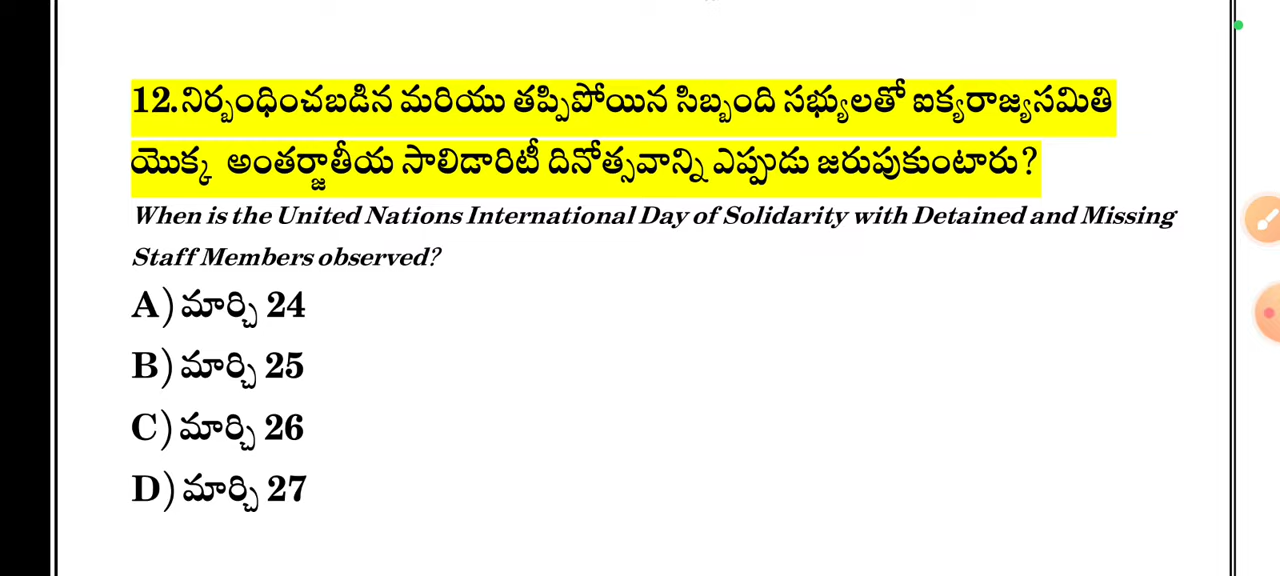 12.నిర్బంధించబడిన మరియు తప్పిపోయిన సిబ్బంది సభ్యులతో ఐక్యరాజ్యసమితి
యొక్క అంతర్జాతీయ సాలిడారిటీ దినోత్సవాన్ని ఎప్పుడు జరుపుకుంటారు?
When is the United Nations International Day of Solidarity with Detained and Missing
Staff Members observed?
A) మార్చి 24
B) మార్చి 25
C) మార్చి 26
D) మార్చి 27